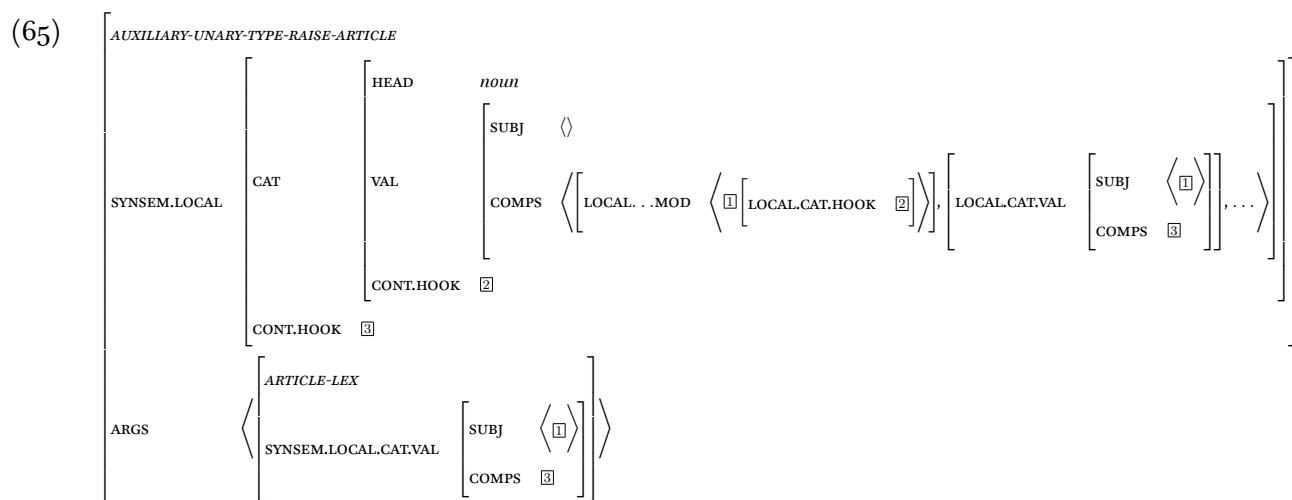 (65)
AUXILIARY-UNARY-TYPE-RAISE-ARTICLE
HEAD noun
SUBJ ⟨⟩
SYNSEM.LOCAL CAT VAL COMPS ⟨[LOCAL...MOD ⟨[1][LOCAL.CAT.HOOK [2]]⟩], [LOCAL.CAT.VAL [SUBJ ⟨[1]⟩
COMPS [3]]], ...⟩
CONT.HOOK [2]
CONT.HOOK [3]
ARTICLE-LEX
ARGS ⟨SYNSEM.LOCAL.CAT.VAL [SUBJ ⟨[1]⟩
COMPS [3]]⟩